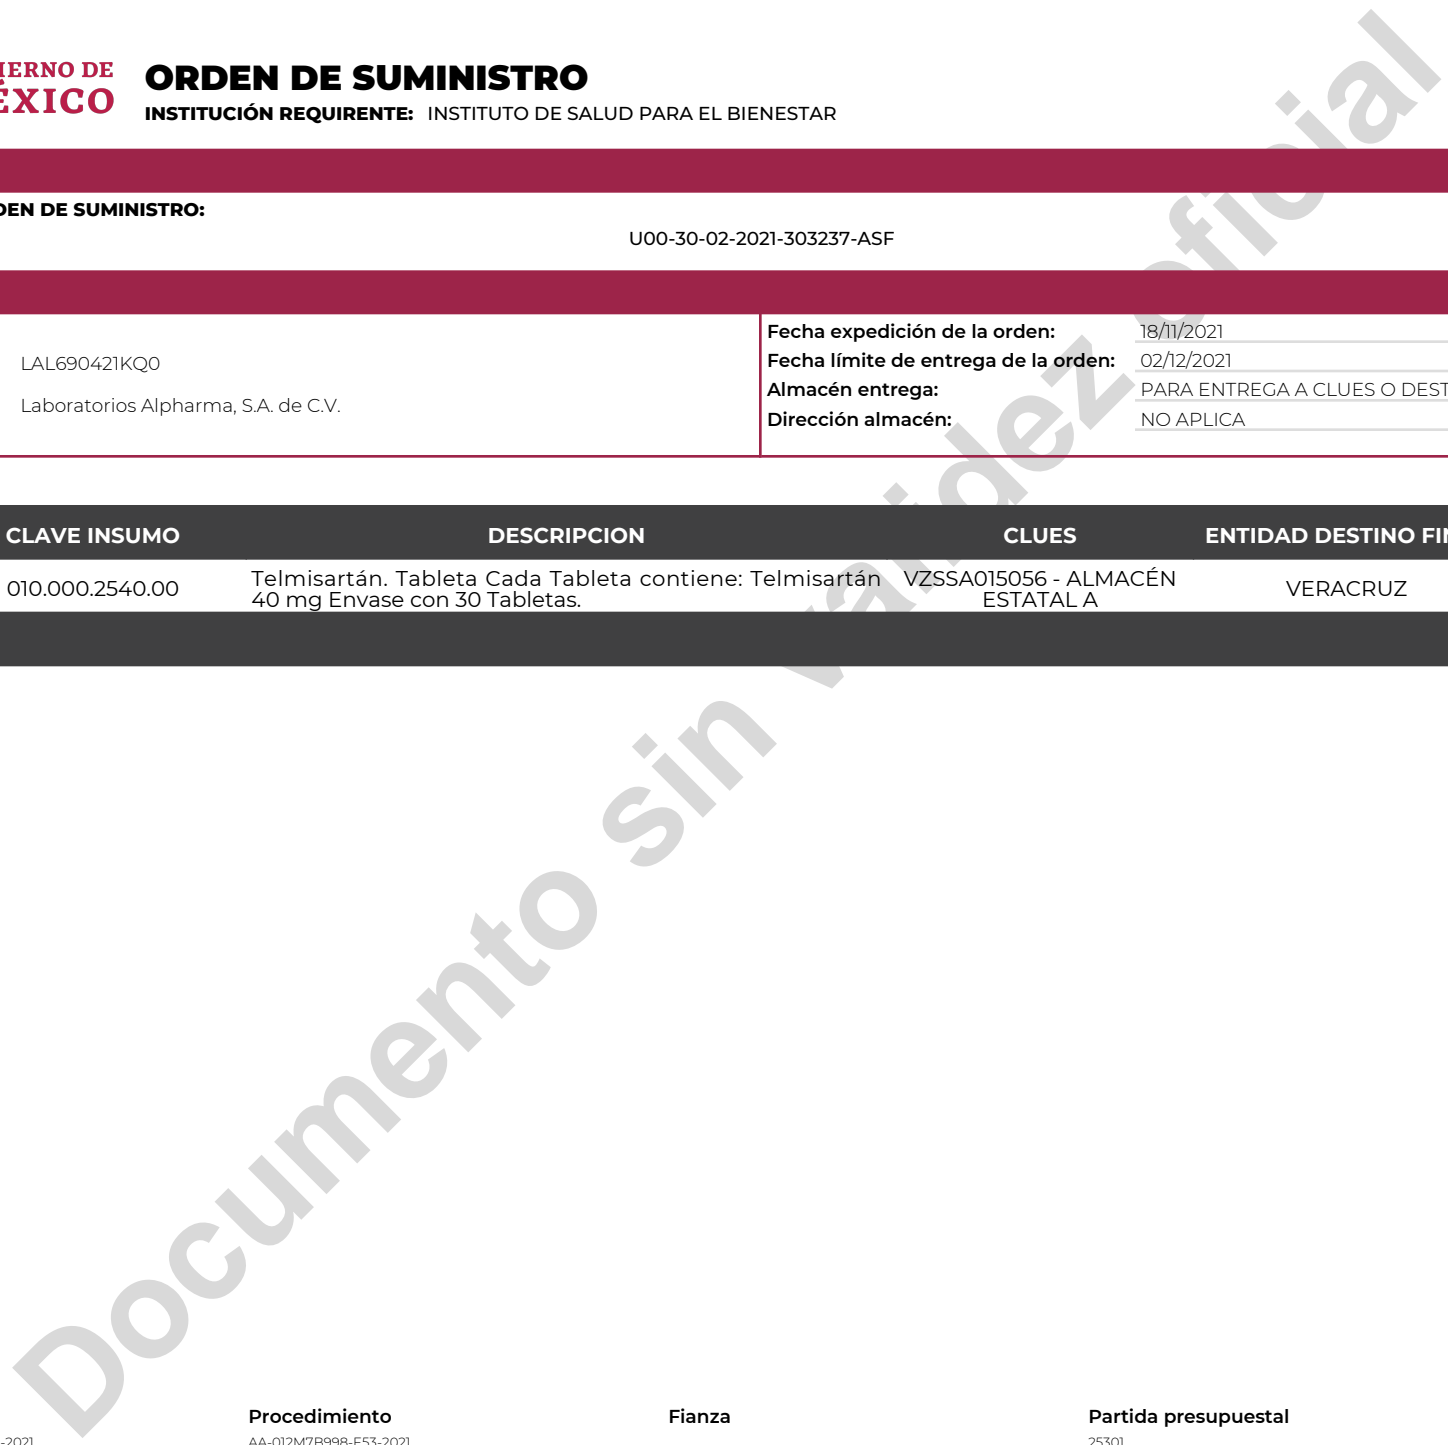 IERNO DE
ÉXICO
ORDEN DE SUMINISTRO
INSTITUCIÓN REQUIRENTE: INSTITUTO DE SALUD PARA EL BIENESTAR
DEN DE SUMINISTRO:
U00-30-02-2021-303237-ASF
LAL690421KQ0
Laboratorios Alpharma, S.A. de C.V.
Fecha expedición de la orden: 18/11/2021
Fecha límite de entrega de la orden: 02/12/2021
Almacén entrega: PARA ENTREGA A CLUES O DEST
Dirección almacén: NO APLICA
CLAVE INSUMO DESCRIPCION CLUES ENTIDAD DESTINO FIN
010.000.2540.00 Telmisartán. Tableta Cada Tableta contiene: Telmisartán VZSSA015056 - ALMACÉN VERACRUZ
40 mg Envase con 30 Tabletas. ESTATAL A
Documento sin validez oficial
Procedimiento Fianza Partida presupuestal
-2021 AA-012M7B998-E53-2021 25301